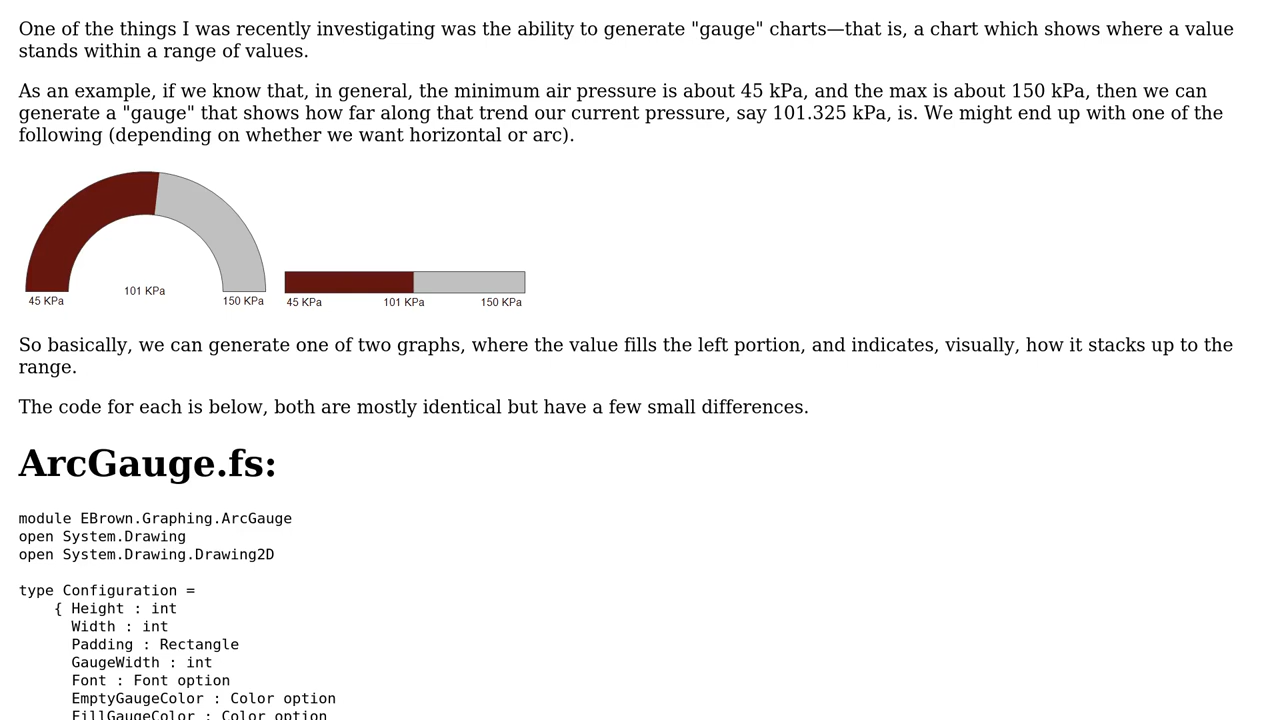 One of the things I was recently investigating was the ability to generate "gauge" charts—that is, a chart which shows where a value
stands within a range of values.
As an example, if we know that, in general, the minimum air pressure is about 45 kPa, and the max is about 150 kPa, then we can
generate a "gauge" that shows how far along that trend our current pressure, say 101.325 kPa, is. We might end up with one of the
following (depending on whether we want horizontal or arc).
101 KPa
45 KPa
150 KPa
45 KPa
101 KPa
150 KPa
So basically, we can generate one of two graphs, where the value fills the left portion, and indicates, visually, how it stacks up to the
range.
The code for each is below, both are mostly identical but have a few small differences.
ArcGauge.fs:
module EBrown.Graphing.ArcGauge
open System.Drawing
open System.Drawing.Drawing2D
type Configuration =
{ Height : int
Width : int
Padding : Rectangle
GaugeWidth : int
Font : Font option
EmptyGaugeColor : Color option
FillGaugeColor : Color option